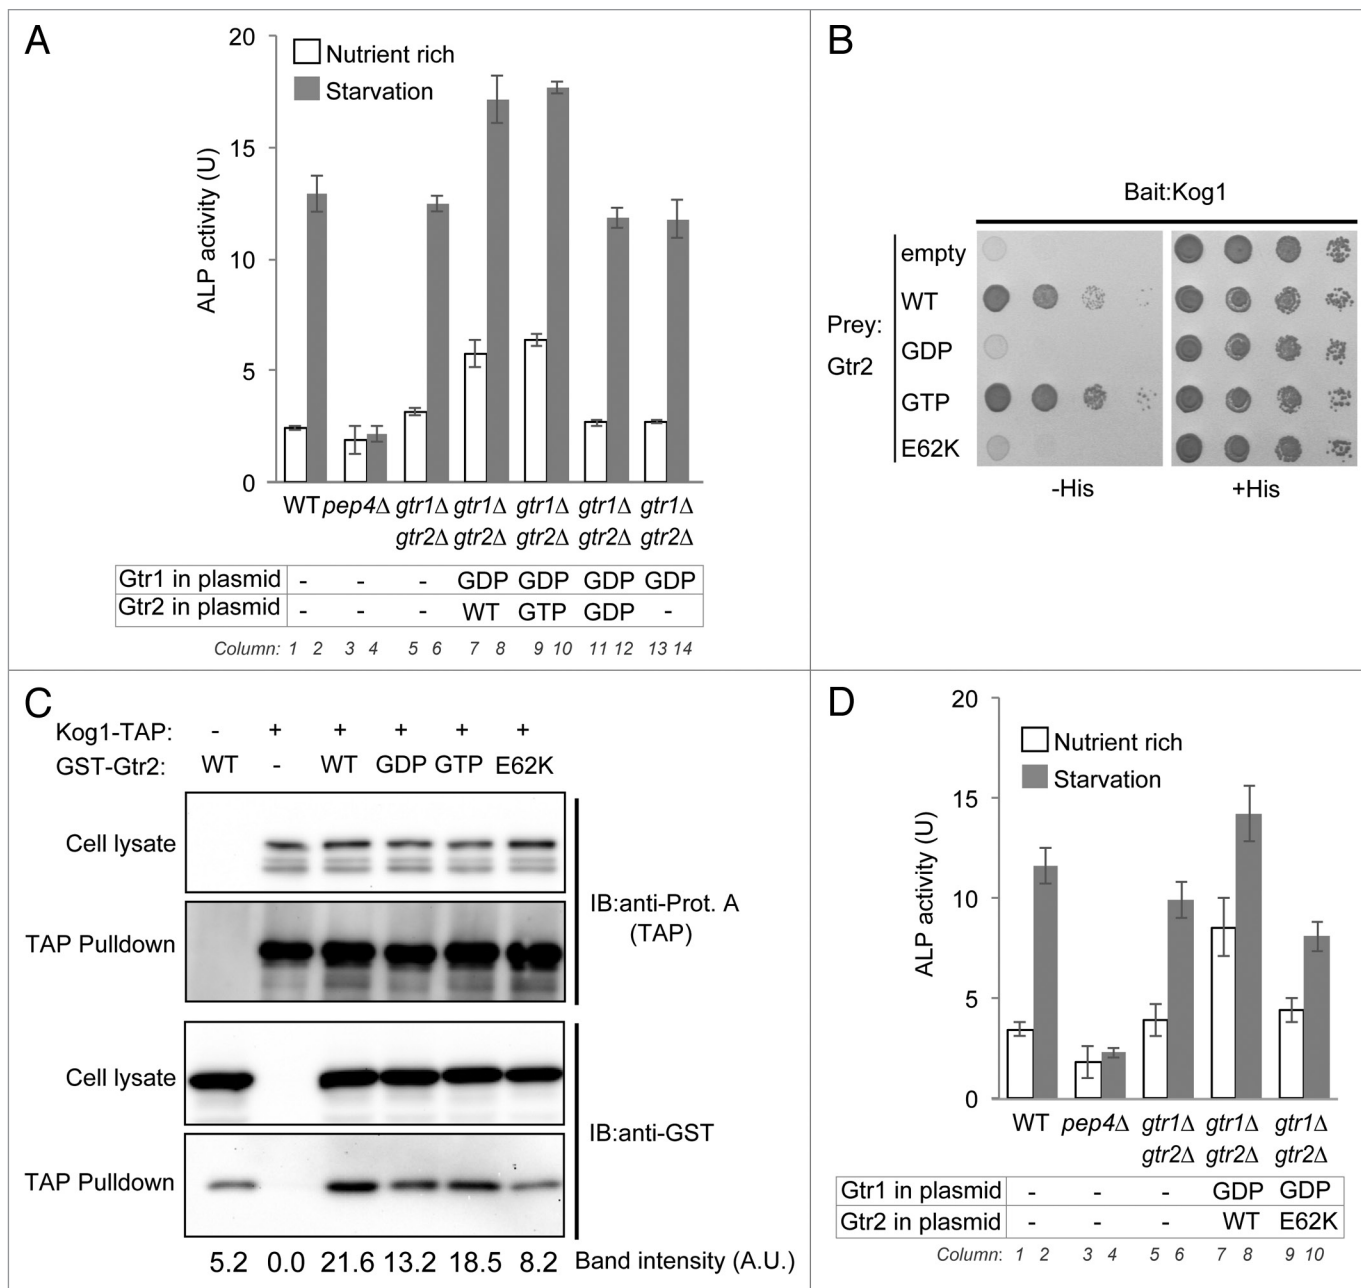 A
20
15
10
5
0
ALP activity (U)
Nutrient rich
Starvation
WT pep4Δ gtr1Δ gtr1Δ gtr1Δ gtr1Δ gtr1Δ
gtr2Δ gtr2Δ gtr2Δ gtr2Δ gtr2Δ
Gtr1 in plasmid - - - GDP GDP GDP GDP
Gtr2 in plasmid - - - WT GTP GDP -
Column: 1 2 3 4 5 6 7 8 9 10 11 12 13 14
B
Bait:Kog1
Prey:
Gtr2
empty
WT
GDP
GTP
E62K
-His +His
C
Kog1-TAP: - + + + + +
GST-Gtr2: WT - WT GDP GTP E62K
Cell lysate
TAP Pulldown
IB:anti-Prot. A
(TAP)
Cell lysate
TAP Pulldown
IB:anti-GST
5.2 0.0 21.6 13.2 18.5 8.2 Band intensity (A.U.)
D
20
15
10
5
0
ALP activity (U)
Nutrient rich
Starvation
WT pep4Δ gtr1Δ gtr1Δ gtr1Δ
gtr2Δ gtr2Δ gtr2Δ
Gtr1 in plasmid - - - GDP GDP
Gtr2 in plasmid - - - WT E62K
Column: 1 2 3 4 5 6 7 8 9 10